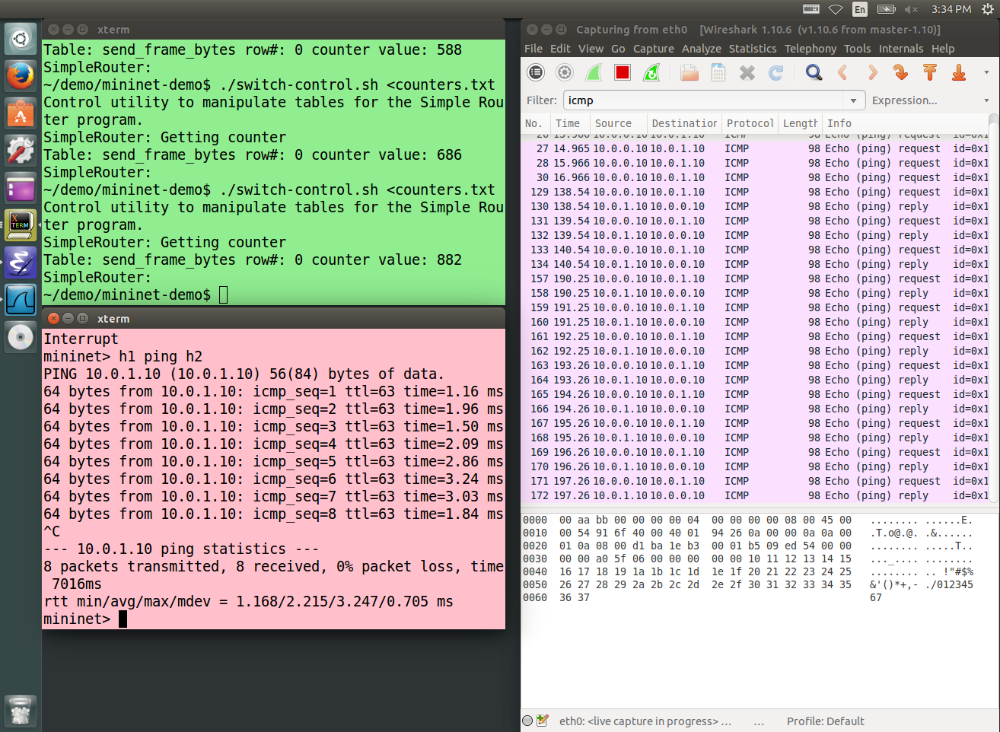 En 3:34 PM
xterm
Table: send_frame_bytes row#: 0 counter value: 588
SimpleRouter:
~/demo/mininet-demo$ ./switch-control.sh <counters.txt
Control utility to manipulate tables for the Simple Rou
ter program.
SimpleRouter: Getting counter
Table: send_frame_bytes row#: 0 counter value: 686
SimpleRouter:
~/demo/mininet-demo$ ./switch-control.sh <counters.txt
Control utility to manipulate tables for the Simple Rou
ter program.
SimpleRouter: Getting counter
Table: send_frame_bytes row#: 0 counter value: 882
SimpleRouter:
~/demo/mininet-demo$
X
TERM
xterm
Interrupt
mininet> h1 ping h2
PING 10.0.1.10 (10.0.1.10) 56(84) bytes of data.
64 bytes from 10.0.1.10: icmp_seq=1 ttl=63 time=1.16 ms
64 bytes from 10.0.1.10: icmp_seq=2 ttl=63 time=1.96 ms
64 bytes from 10.0.1.10: icmp_seq=3 ttl=63 time=1.50 ms
64 bytes from 10.0.1.10: icmp_seq=4 ttl=63 time=2.09 ms
64 bytes from 10.0.1.10: icmp_seq=5 ttl=63 time=2.86 ms
64 bytes from 10.0.1.10: icmp_seq=6 ttl=63 time=3.24 ms
64 bytes from 10.0.1.10: icmp_seq=7 ttl=63 time=3.03 ms
64 bytes from 10.0.1.10: icmp_seq=8 ttl=63 time=1.84 ms
^C
--- 10.0.1.10 ping statistics ---
8 packets transmitted, 8 received, 0% packet loss, time
 7016ms
rtt min/avg/max/mdev = 1.168/2.215/3.247/0.705 ms
mininet>
Capturing from eth0 [Wireshark 1.10.6 (v1.10.6 from master-1.10)]
File Edit View Go Capture Analyze Statistics Telephony Tools Internals Help
Filter: icmp Expression...
No. Time Source Destination Protocol Length Info
27 14.965 10.0.0.10 10.0.1.10 ICMP 98 Echo (ping) request id=0x1
28 15.966 10.0.0.10 10.0.1.10 ICMP 98 Echo (ping) request id=0x1
30 16.966 10.0.0.10 10.0.1.10 ICMP 98 Echo (ping) request id=0x1
129 138.54 10.0.0.10 10.0.1.10 ICMP 98 Echo (ping) request id=0x1
130 138.54 10.0.1.10 10.0.0.10 ICMP 98 Echo (ping) reply id=0x1
131 139.54 10.0.0.10 10.0.1.10 ICMP 98 Echo (ping) request id=0x1
132 139.54 10.0.1.10 10.0.0.10 ICMP 98 Echo (ping) reply id=0x1
133 140.54 10.0.0.10 10.0.1.10 ICMP 98 Echo (ping) request id=0x1
134 140.54 10.0.1.10 10.0.0.10 ICMP 98 Echo (ping) reply id=0x1
157 190.25 10.0.0.10 10.0.1.10 ICMP 98 Echo (ping) request id=0x1
158 190.25 10.0.1.10 10.0.0.10 ICMP 98 Echo (ping) reply id=0x1
159 191.25 10.0.0.10 10.0.1.10 ICMP 98 Echo (ping) request id=0x1
160 191.25 10.0.1.10 10.0.0.10 ICMP 98 Echo (ping) reply id=0x1
161 192.25 10.0.0.10 10.0.1.10 ICMP 98 Echo (ping) request id=0x1
162 192.25 10.0.1.10 10.0.0.10 ICMP 98 Echo (ping) reply id=0x1
163 193.26 10.0.0.10 10.0.1.10 ICMP 98 Echo (ping) request id=0x1
164 193.26 10.0.1.10 10.0.0.10 ICMP 98 Echo (ping) reply id=0x1
165 194.26 10.0.0.10 10.0.1.10 ICMP 98 Echo (ping) request id=0x1
166 194.26 10.0.1.10 10.0.0.10 ICMP 98 Echo (ping) reply id=0x1
167 195.26 10.0.0.10 10.0.1.10 ICMP 98 Echo (ping) request id=0x1
168 195.26 10.0.1.10 10.0.0.10 ICMP 98 Echo (ping) reply id=0x1
169 196.26 10.0.0.10 10.0.1.10 ICMP 98 Echo (ping) request id=0x1
170 196.26 10.0.1.10 10.0.0.10 ICMP 98 Echo (ping) reply id=0x1
171 197.26 10.0.0.10 10.0.1.10 ICMP 98 Echo (ping) request id=0x1
172 197.26 10.0.1.10 10.0.0.10 ICMP 98 Echo (ping) reply id=0x1
0000 00 aa bb 00 00 00 00 04 00 00 00 00 08 00 45 00 ........ ......E.
0010 00 54 91 6f 40 00 40 01 94 26 0a 00 00 0a 0a 00 .T.o@.@. .&......
0020 01 0a 08 00 d1 ba 1e b3 00 01 b5 09 ed 54 00 00 ........ .....T..
0030 00 00 a0 5f 06 00 00 00 00 00 10 11 12 13 14 15 ..._.... ........
0040 16 17 18 19 1a 1b 1c 1d 1e 1f 20 21 22 23 24 25 ........ .. !"#$%
0050 26 27 28 29 2a 2b 2c 2d 2e 2f 30 31 32 33 34 35 &'()*+,- ./012345
0060 36 37 67
eth0: <live capture in progress> ... ... Profile: Default